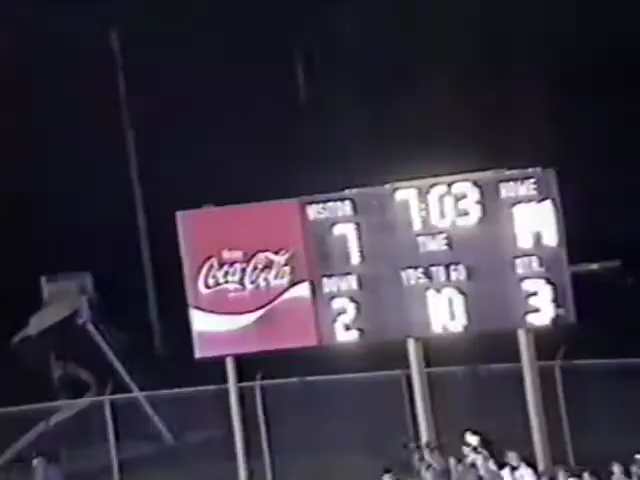 Coca-Cola
VISITOR 7:03 HOME
7 TIME 14
DOWN YDS. TO GO QTR.
2 10 3